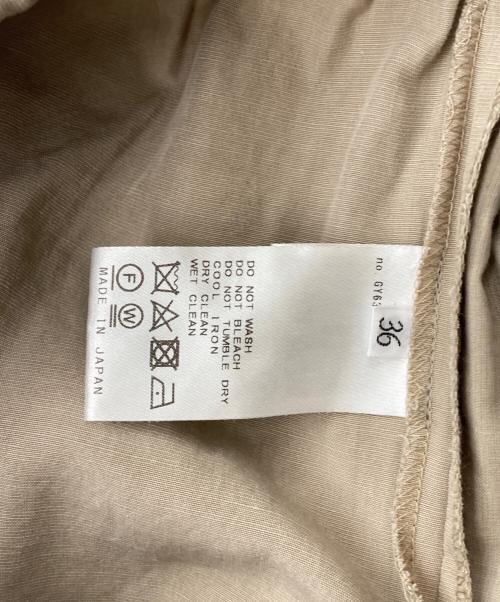 no. GY6
36
DO NOT WASH
DO NOT BLEACH
DO NOT TUMBLE DRY
COOL IRON
DRY CLEAN
WET CLEAN
F W
MADE IN JAPAN